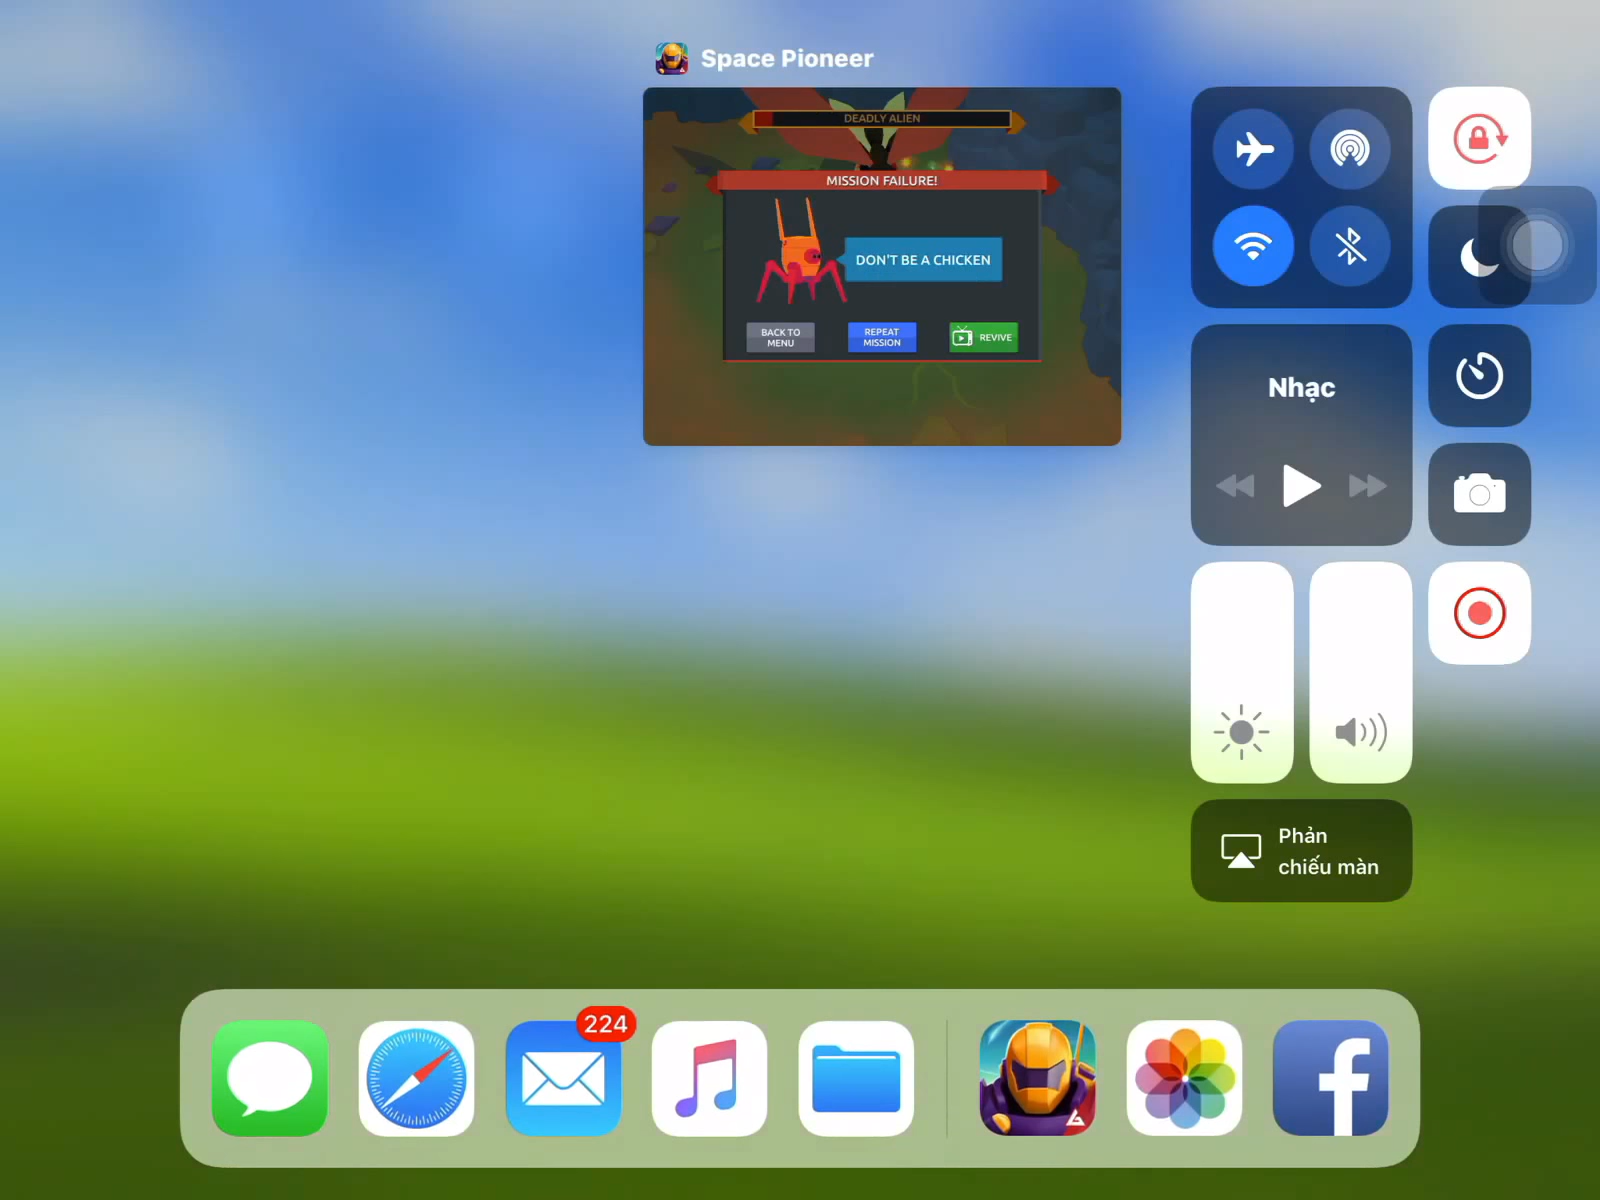 Space Pioneer
DEADLY ALIEN
MISSION FAILURE!
DON'T BE A CHICKEN
BACK TO
MENU
REPEAT
MISSION
REVIVE
Nhạc
Phản
chiếu màn
224